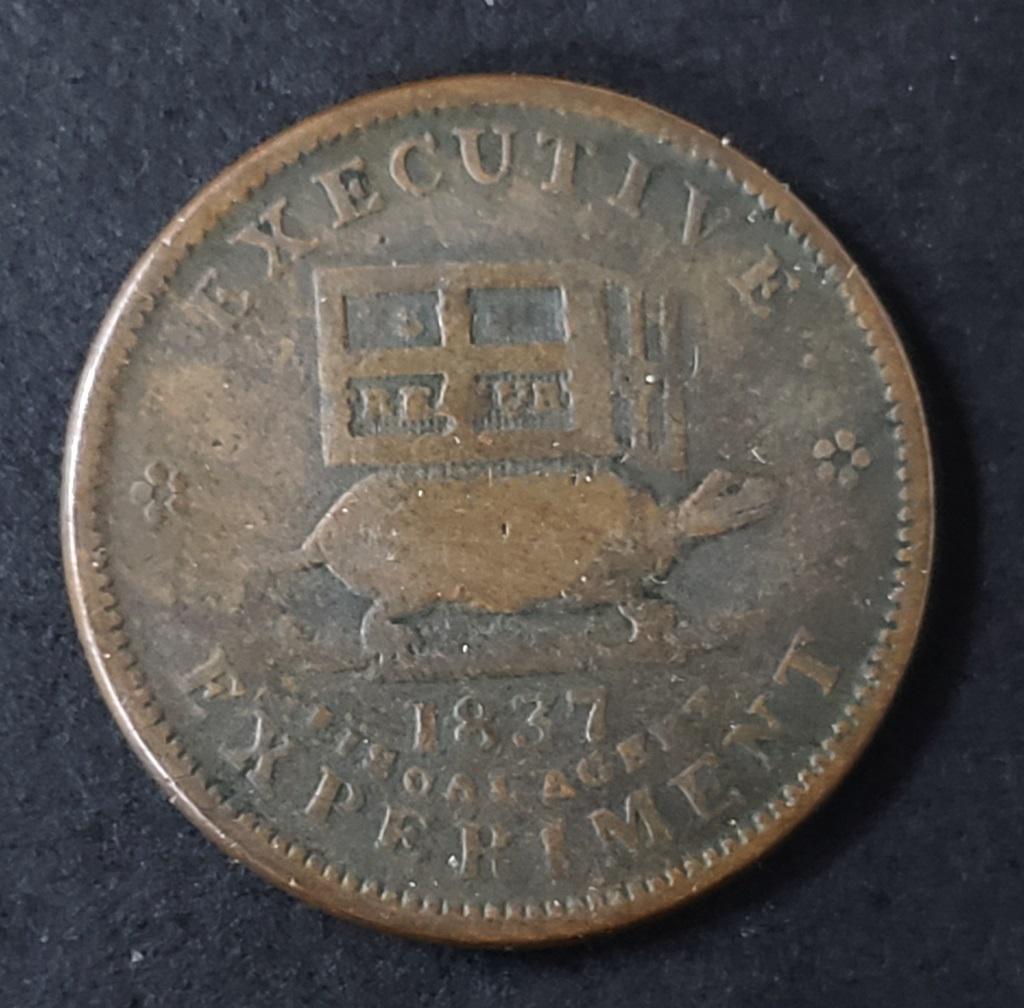 EXECUTIVE
1837
FISCAL AGENT
EXPERIMENT